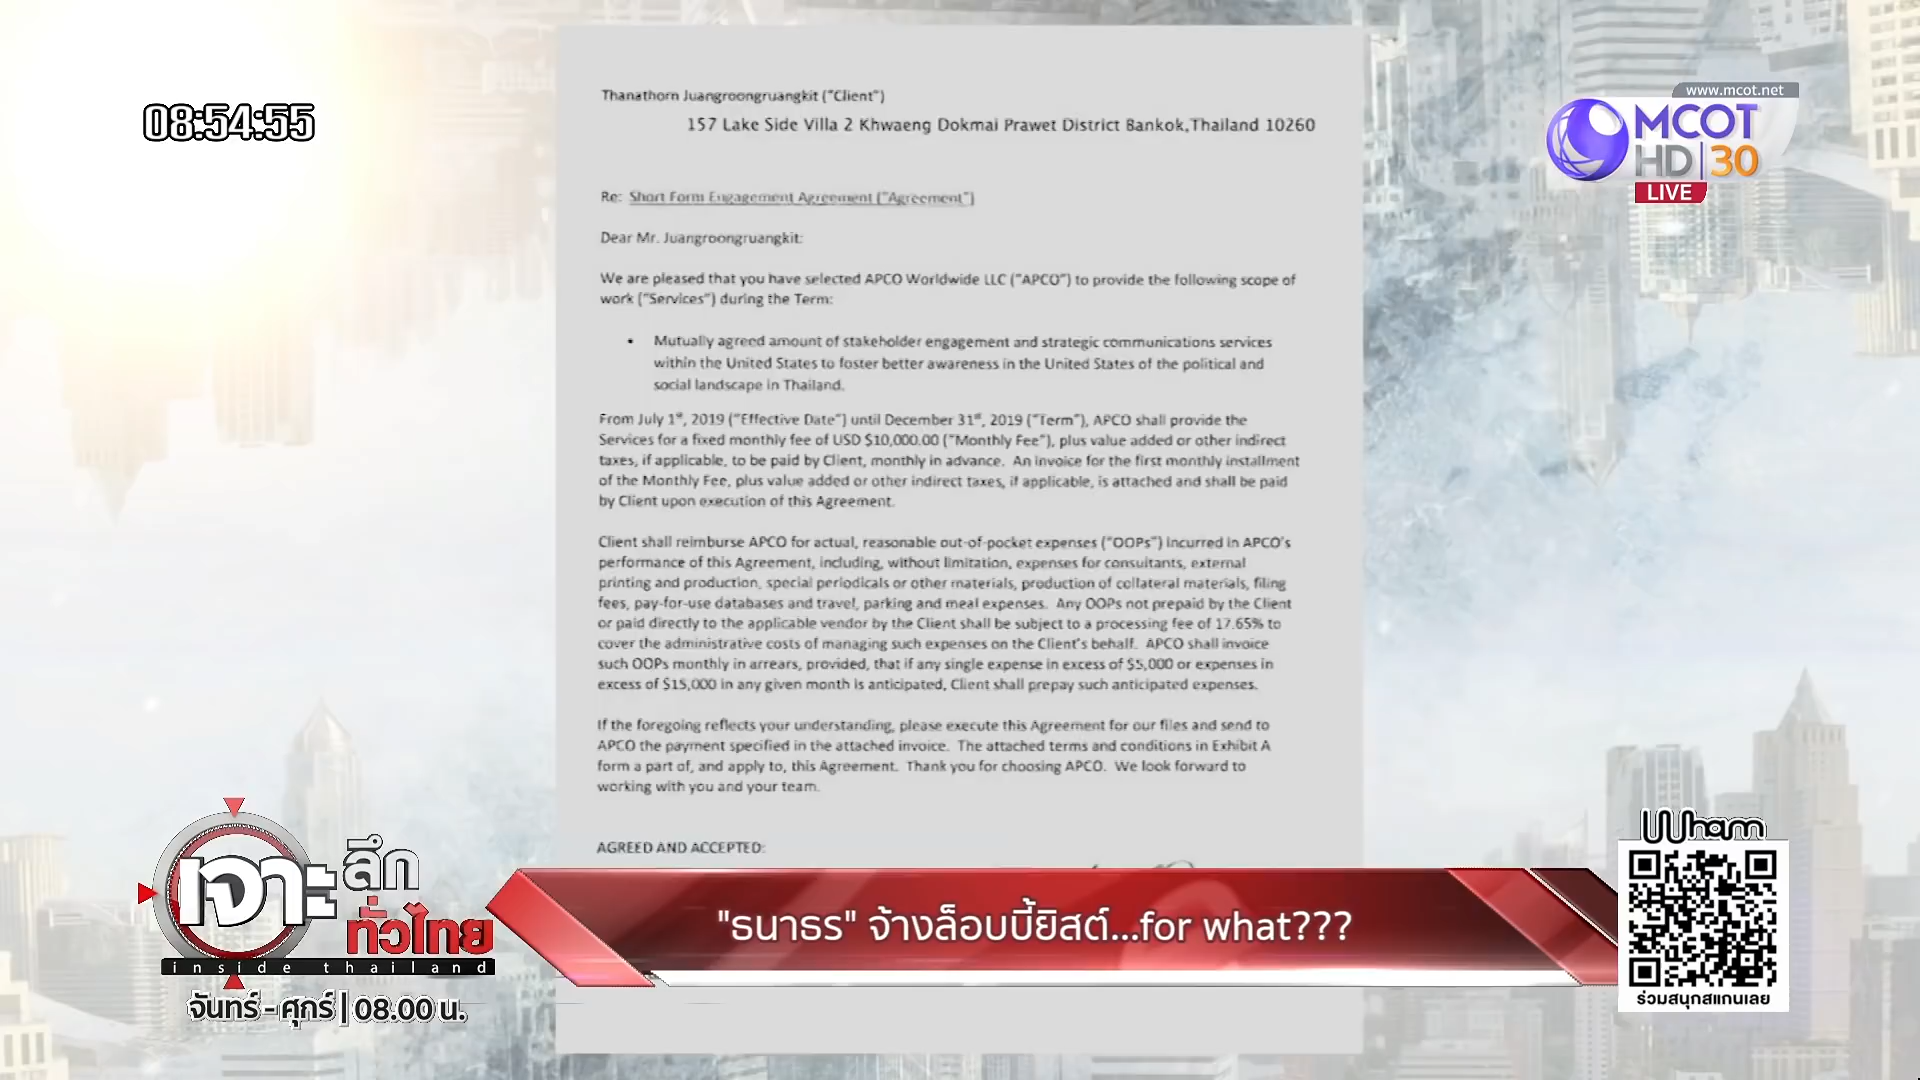 08:54:55
www.mcot.net
MCOT
HD 30
LIVE
Thanathorn Juangroongruangkit ("Client")
157 Lake Side Villa 2 Khwaeng Dokmai Prawet District Bankok,Thailand 10260
Re: Short Form Engagement Agreement ("Agreement")
Dear Mr. Juangroongruangkit:
We are pleased that you have selected APCO Worldwide LLC ("APCO") to provide the following scope of
work ("Services") during the Term:
• Mutually agreed amount of stakeholder engagement and strategic communications services
within the United States to foster better awareness in the United States of the political and
social landscape in Thailand.
From July 1st, 2019 ("Effective Date") until December 31st, 2019 ("Term"), APCO shall provide the
Services for a fixed monthly fee of USD $10,000.00 ("Monthly Fee"), plus value added or other indirect
taxes, if applicable, to be paid by Client, monthly in advance. An invoice for the first monthly installment
of the Monthly Fee, plus value added or other indirect taxes, if applicable, is attached and shall be paid
by Client upon execution of this Agreement.
Client shall reimburse APCO for actual, reasonable out-of-pocket expenses ("OOPs") incurred in APCO's
performance of this Agreement, including, without limitation, expenses for consultants, external
printing and production, special periodicals or other materials, production of collateral materials, filing
fees, pay-for-use databases and travel, parking and meal expenses. Any OOPs not prepaid by the Client
or paid directly to the applicable vendor by the Client shall be subject to a processing fee of 17.65% to
cover the administrative costs of managing such expenses on the Client's behalf. APCO shall invoice
such OOPs monthly in arrears, provided, that if any single expense in excess of $5,000 or expenses in
excess of $15,000 in any given month is anticipated, Client shall prepay such anticipated expenses.
If the foregoing reflects your understanding, please execute this Agreement for our files and send to
APCO the payment specified in the attached invoice. The attached terms and conditions in Exhibit A
form a part of, and apply to, this Agreement. Thank you for choosing APCO. We look forward to
working with you and your team.
AGREED AND ACCEPTED:
เจาะลึก
ทั่วไทย
inside thailand
จันทร์-ศุกร์|08.00 น.
"ธนาธร" จ้างล็อบบี้ยิสต์...for what???
Wham
ร่วมสนุกสแกนเลย